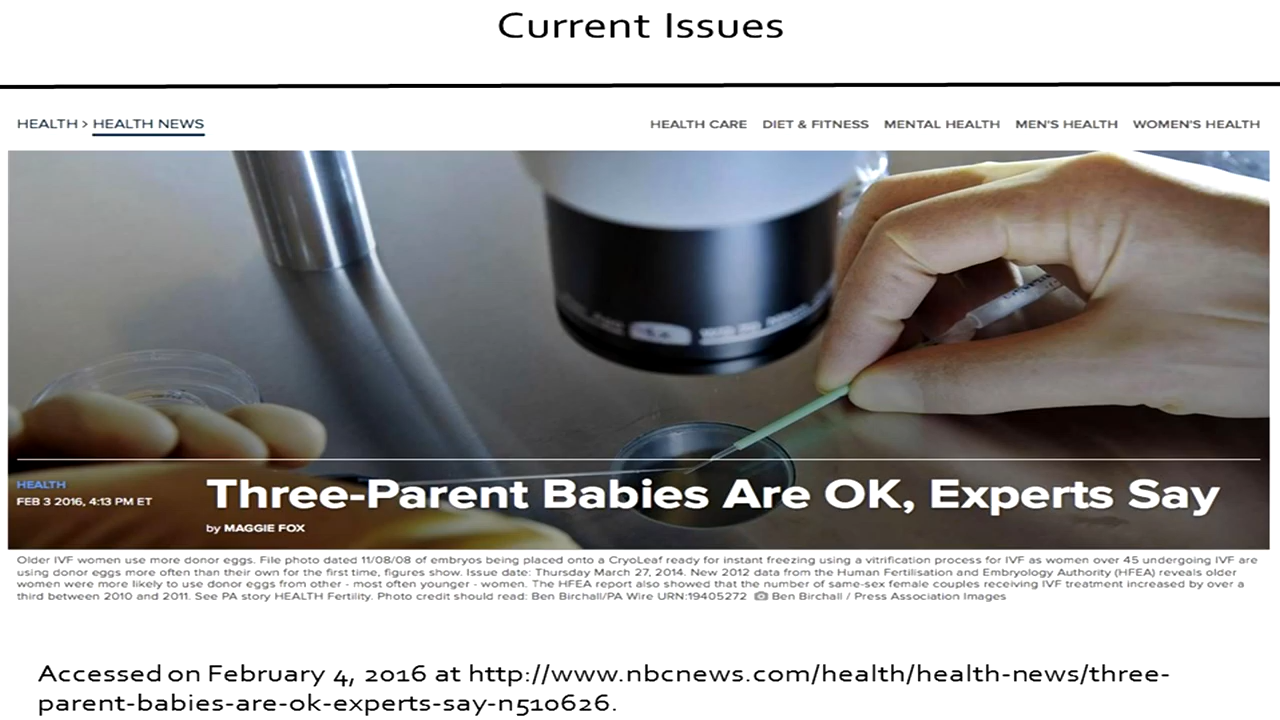 Current Issues
HEALTH > HEALTH NEWS
HEALTH CARE DIET & FITNESS MENTAL HEALTH MEN'S HEALTH WOMEN'S HEALTH
HEALTH
FEB 3 2016, 4:13 PM ET
Three-Parent Babies Are OK, Experts Say
by MAGGIE FOX
Older IVF women use more donor eggs. File photo dated 11/08/08 of embryos being placed onto a CryoLeaf ready for instant freezing using a vitrification process for IVF as women over 45 undergoing IVF are
using donor eggs more often than their own for the first time, figures show. Issue date: Thursday March 27, 2014. New 2012 data from the Human Fertilisation and Embryology Authority (HFEA) reveals older
women were more likely to use donor eggs from other - most often younger - women. The HFEA report also showed that the number of same-sex female couples receiving IVF treatment increased by over a
third between 2010 and 2011. See PA story HEALTH Fertility. Photo credit should read: Ben Birchall/PA Wire URN:19405272 Ben Birchall / Press Association Images
Accessed on February 4, 2016 at http://www.nbcnews.com/health/health-news/three-
parent-babies-are-ok-experts-say-n510626.